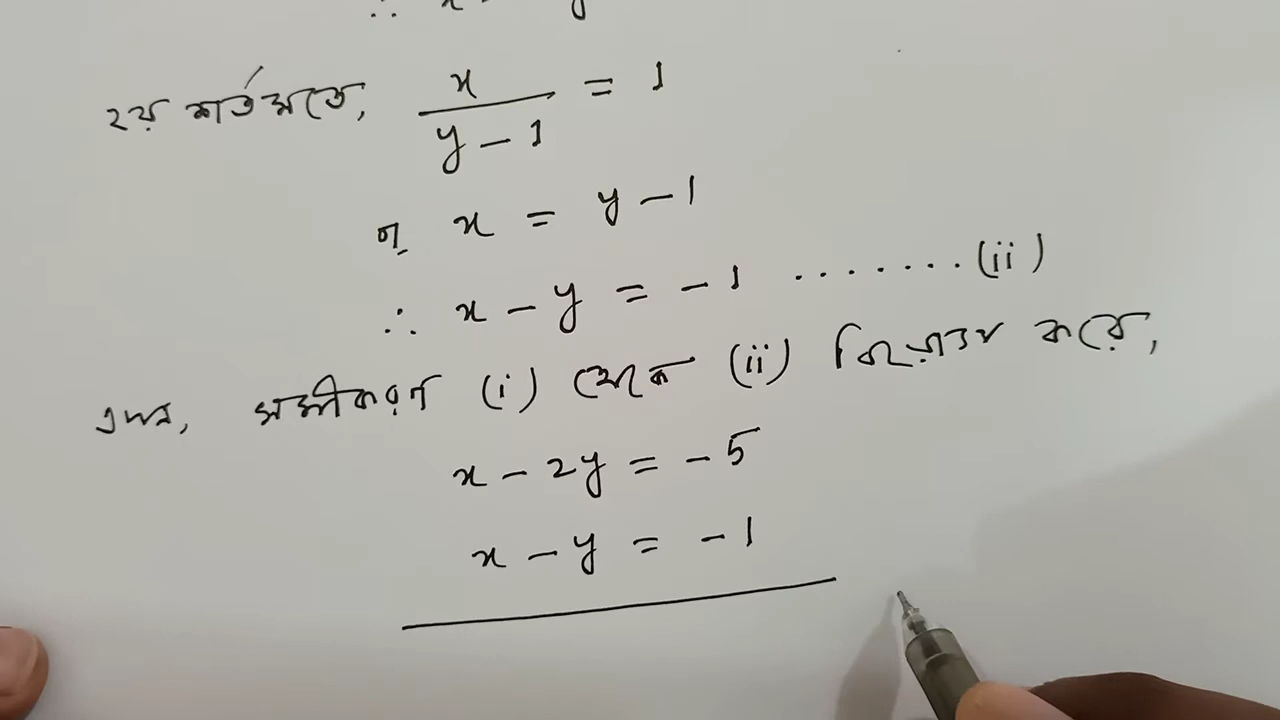 ২য় শর্তমতে, x / (y - 1) = 1
বা x = y - 1
∴ x - y = -1 ........ (ii)
এখন, সমীকরণ (i) থেকে (ii) বিয়োগ করে,
x - 2y = -5
x - y = -1